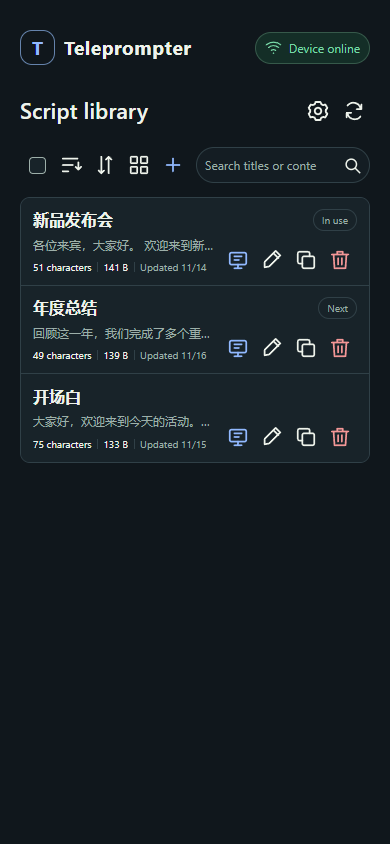 T Teleprompter
Device online
Script library
Search titles or conte
新品发布会
In use
各位来宾，大家好。 欢迎来到新...
51 characters | 141 B | Updated 11/14
年度总结
Next
回顾这一年，我们完成了多个重...
49 characters | 139 B | Updated 11/16
开场白
大家好，欢迎来到今天的活动。...
75 characters | 133 B | Updated 11/15